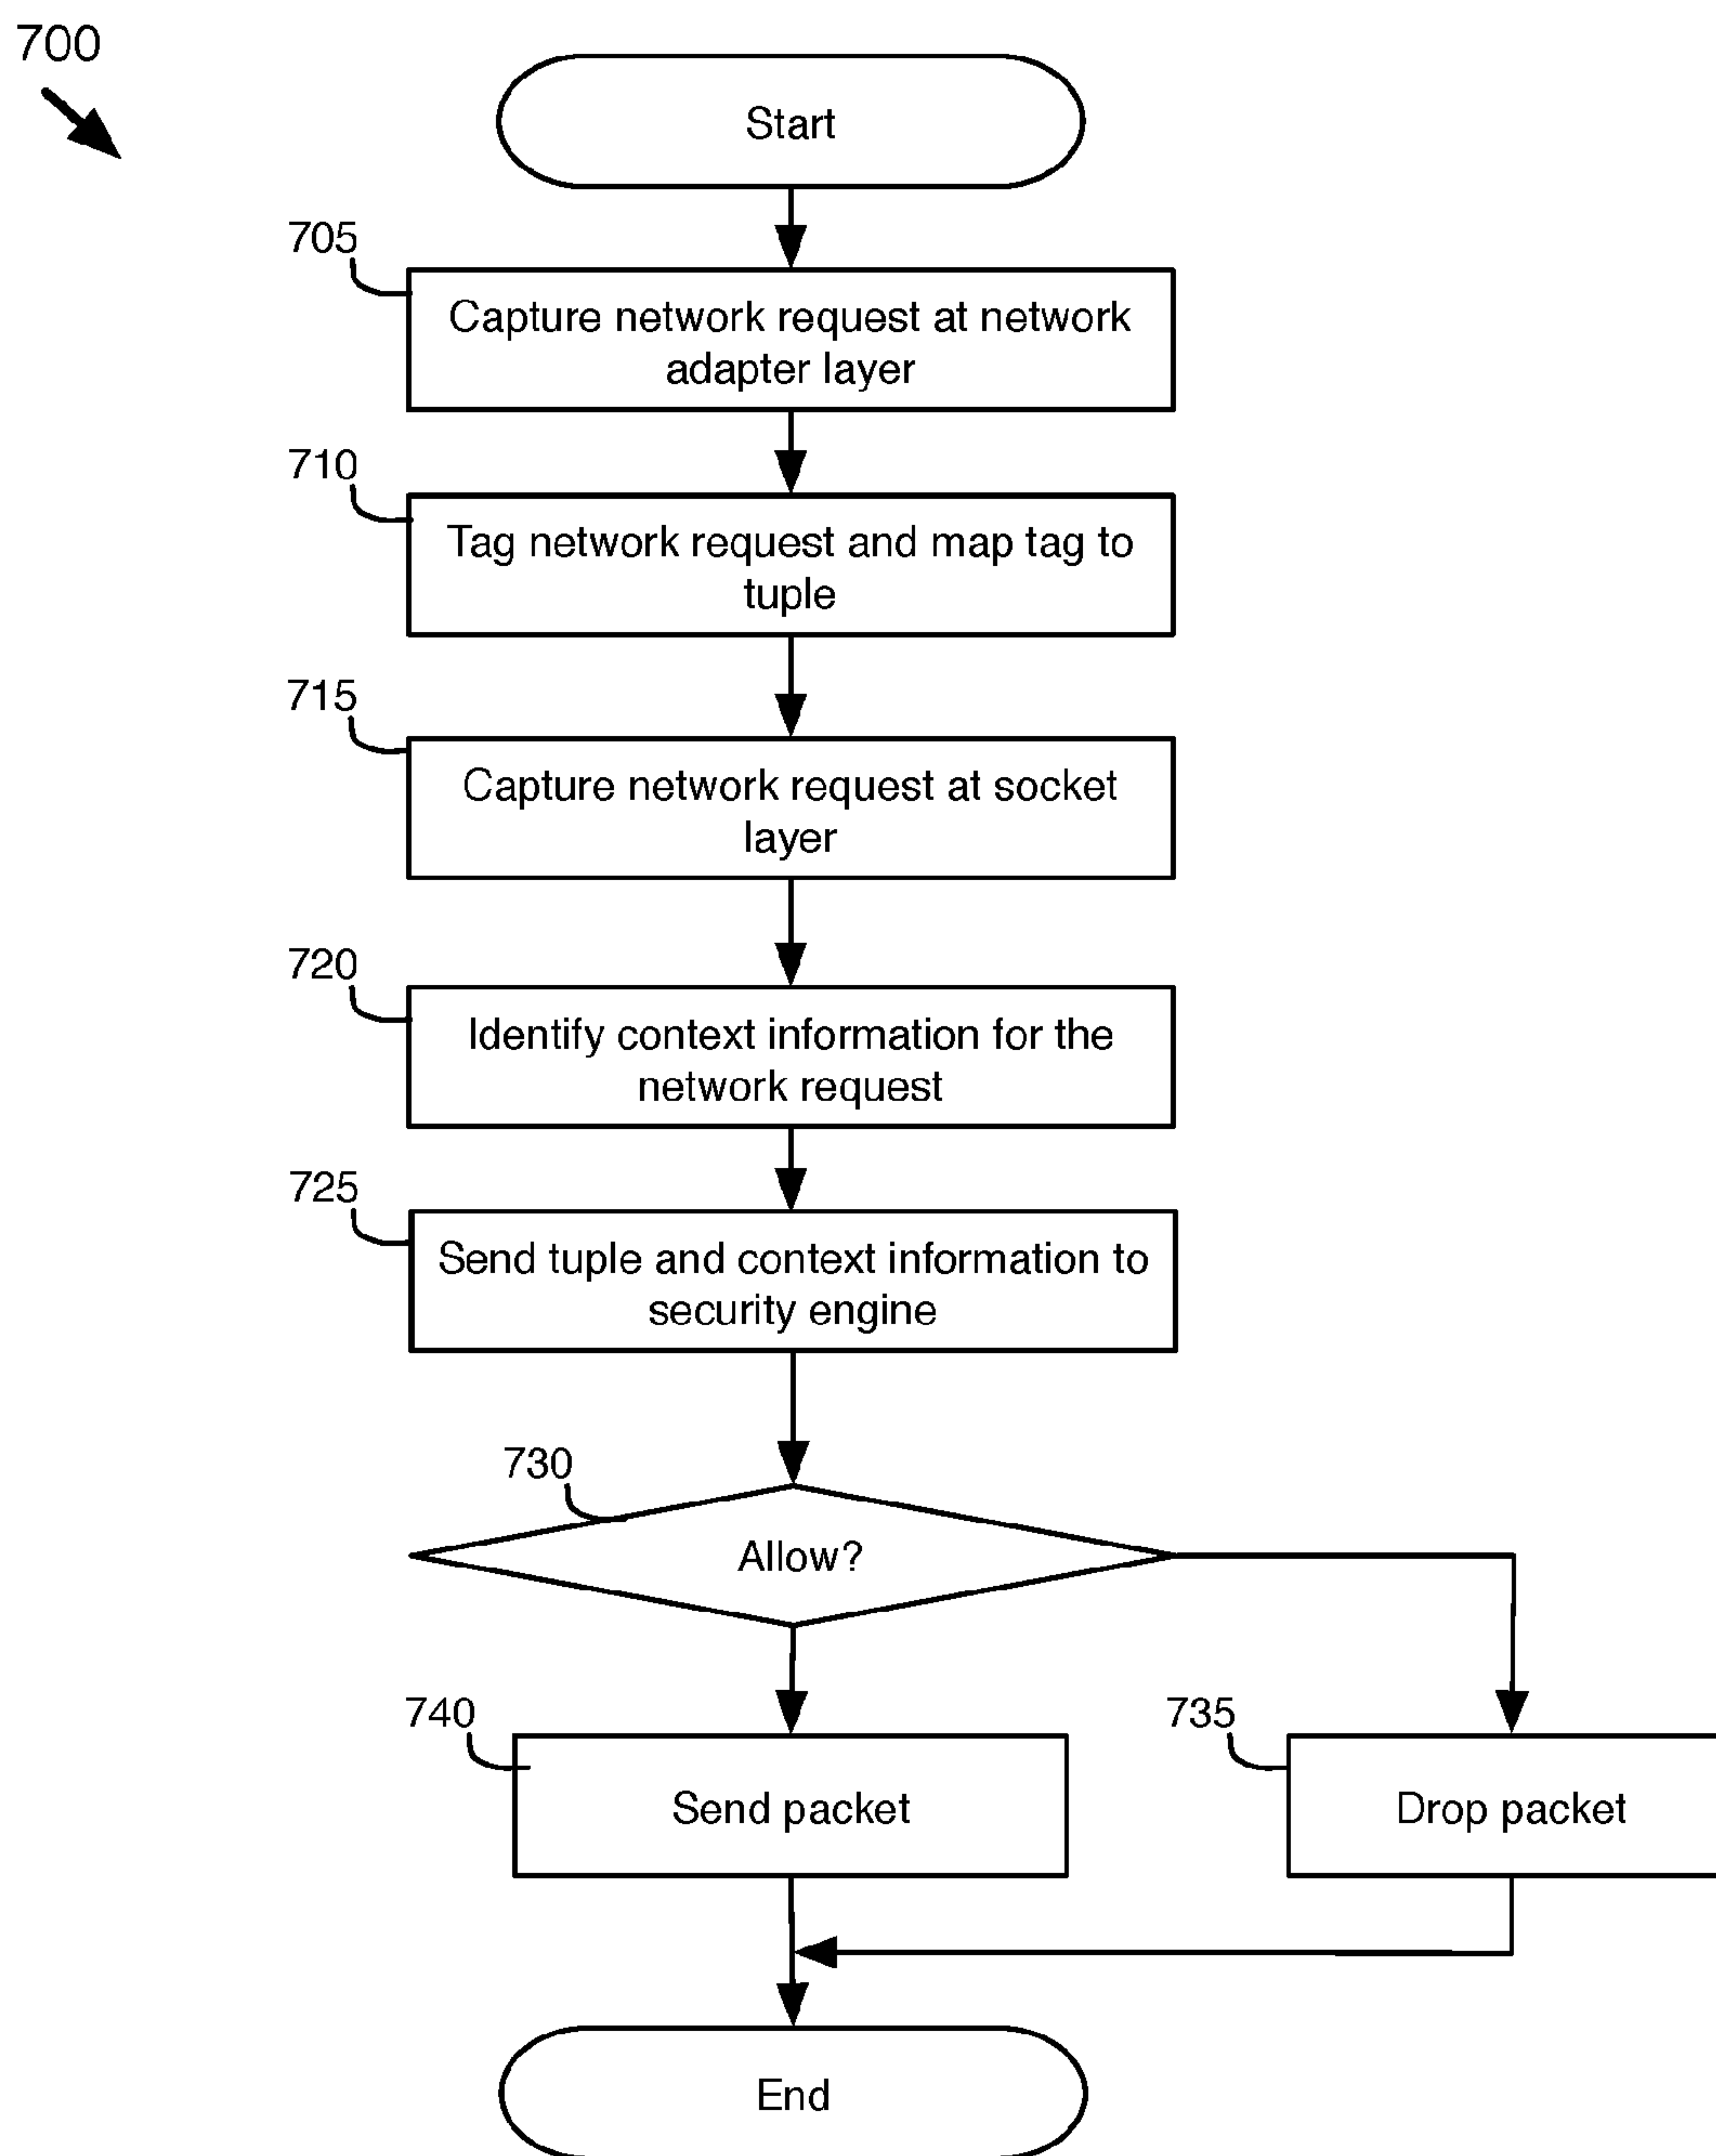 700
Start
705
Capture network request at network
adapter layer
710
Tag network request and map tag to
tuple
715
Capture network request at socket
layer
720
Identify context information for the
network request
725
Send tuple and context information to
security engine
730
Allow?
740
Send packet
735
Drop packet
End